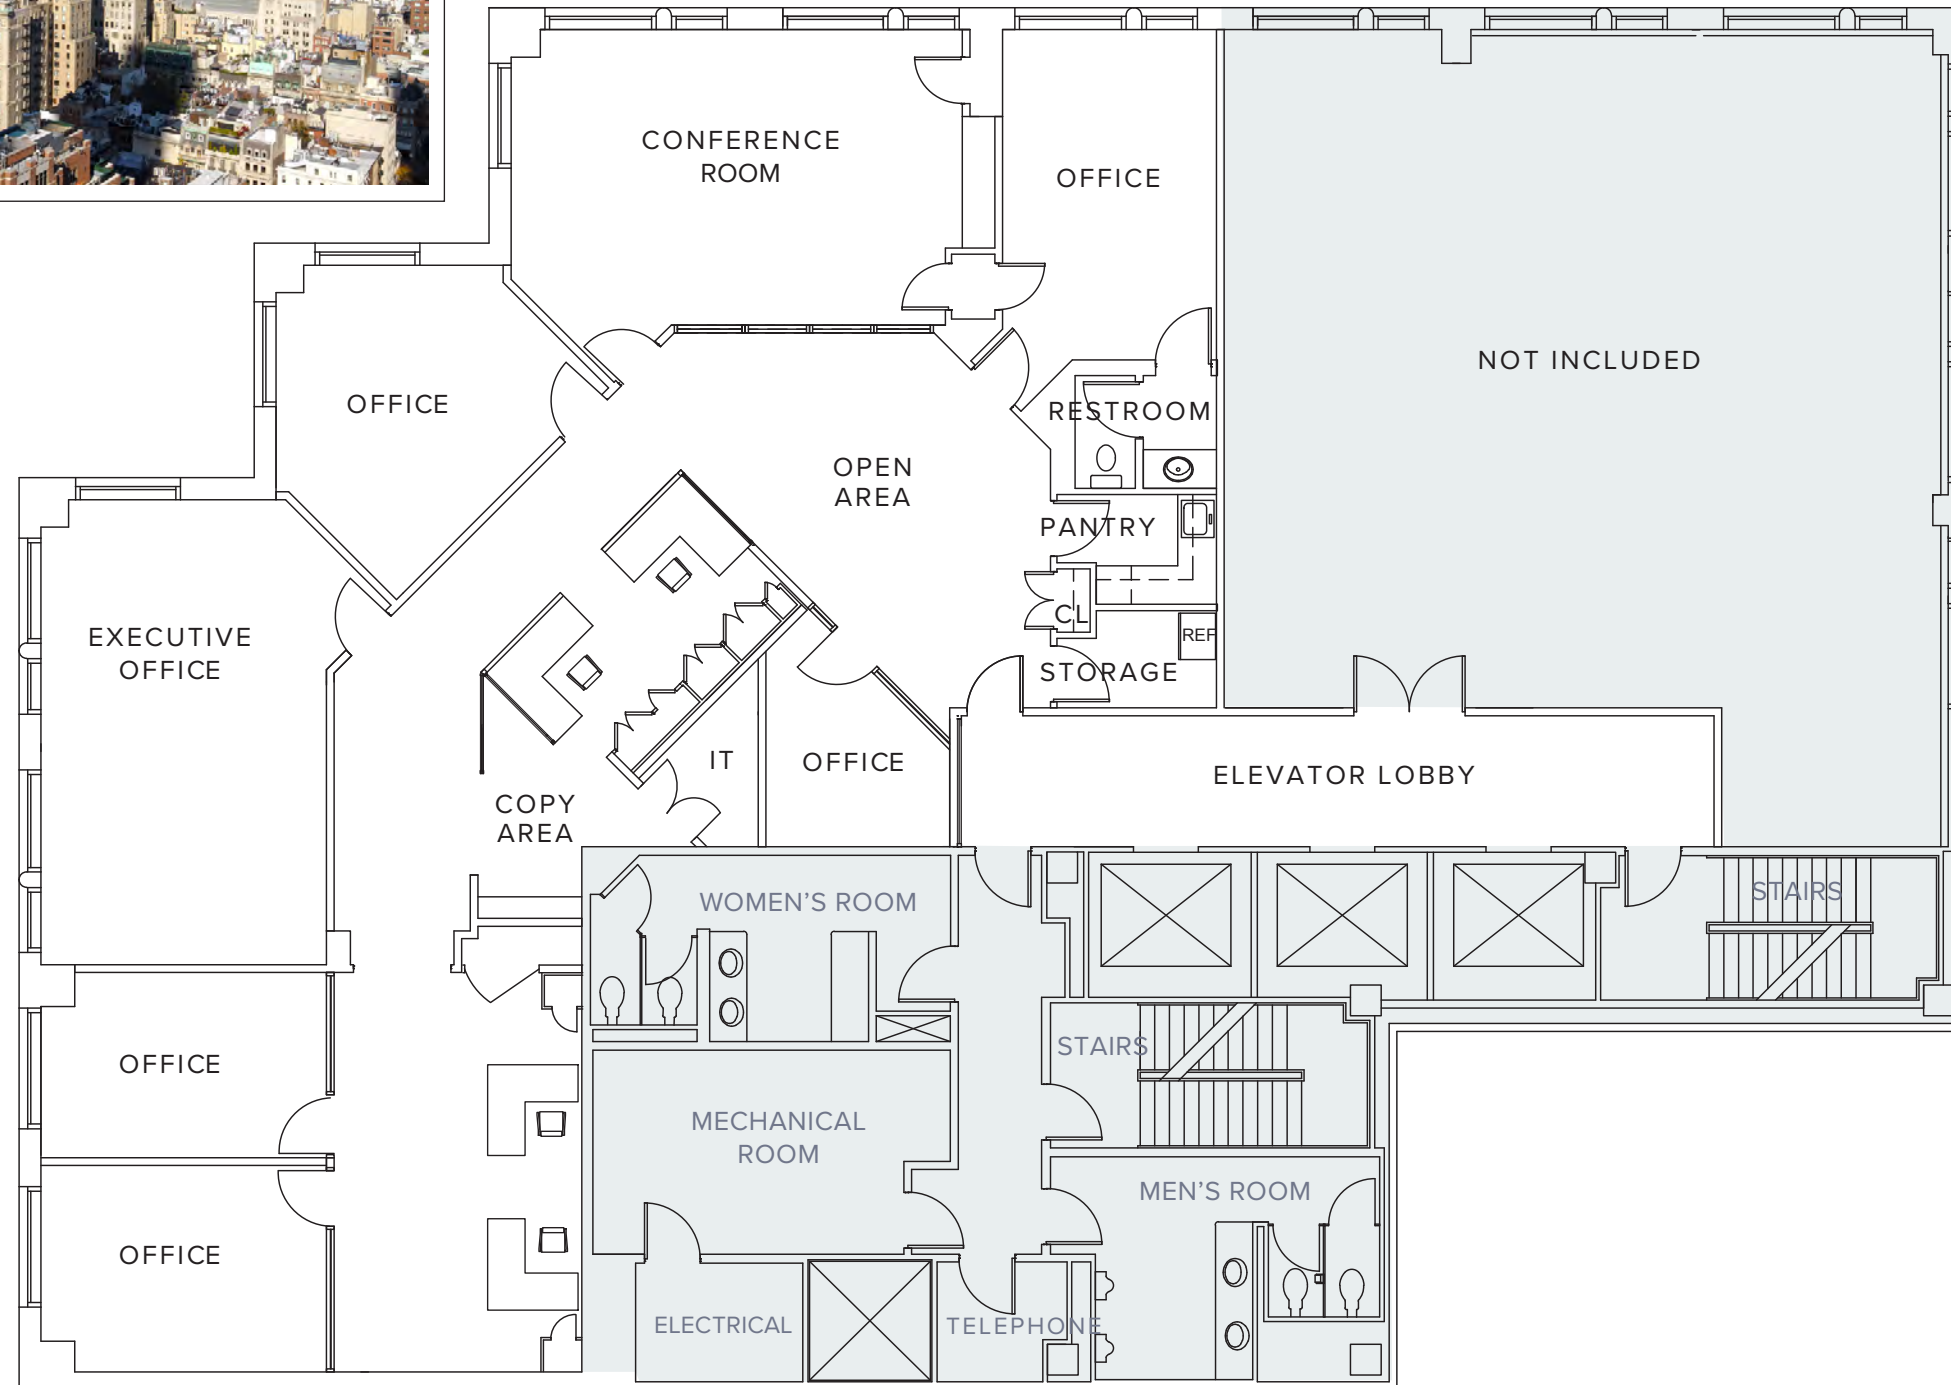 CONFERENCE
ROOM
OFFICE
NOT INCLUDED
OFFICE
RESTROOM
OPEN
AREA
PANTRY
CL
REF
EXECUTIVE
OFFICE
STORAGE
IT
OFFICE
ELEVATOR LOBBY
COPY
AREA
WOMEN'S ROOM
STAIRS
STAIRS
OFFICE
MECHANICAL
ROOM
MEN'S ROOM
OFFICE
ELECTRICAL
TELEPHONE